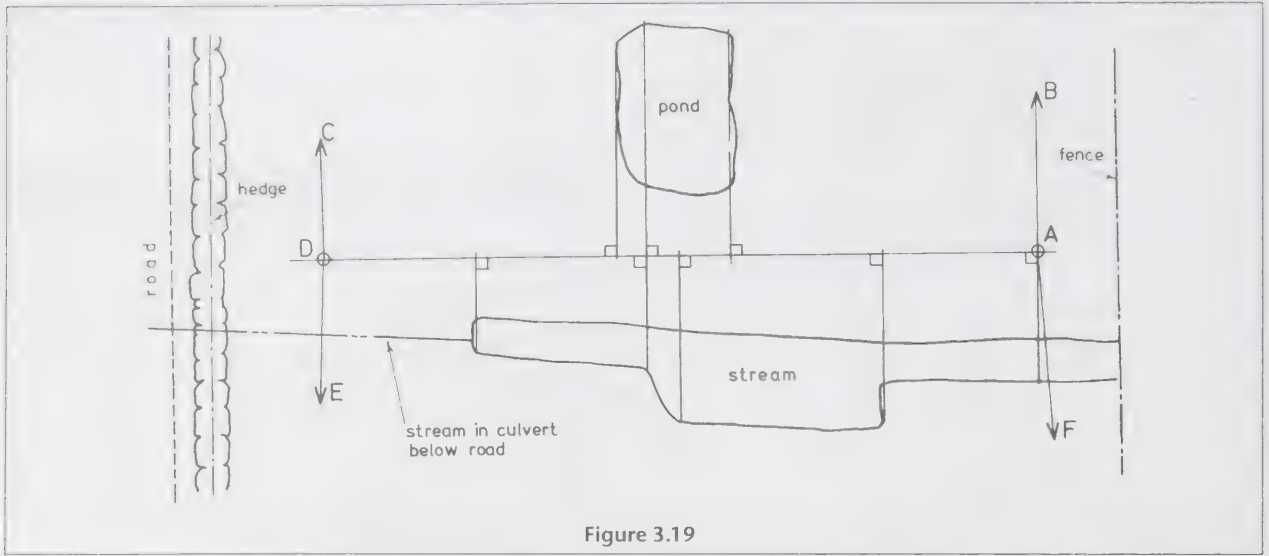 B
C
pond
fence
hedge
D
A
road
E
stream
F
stream in culvert
below road
Figure 3.19